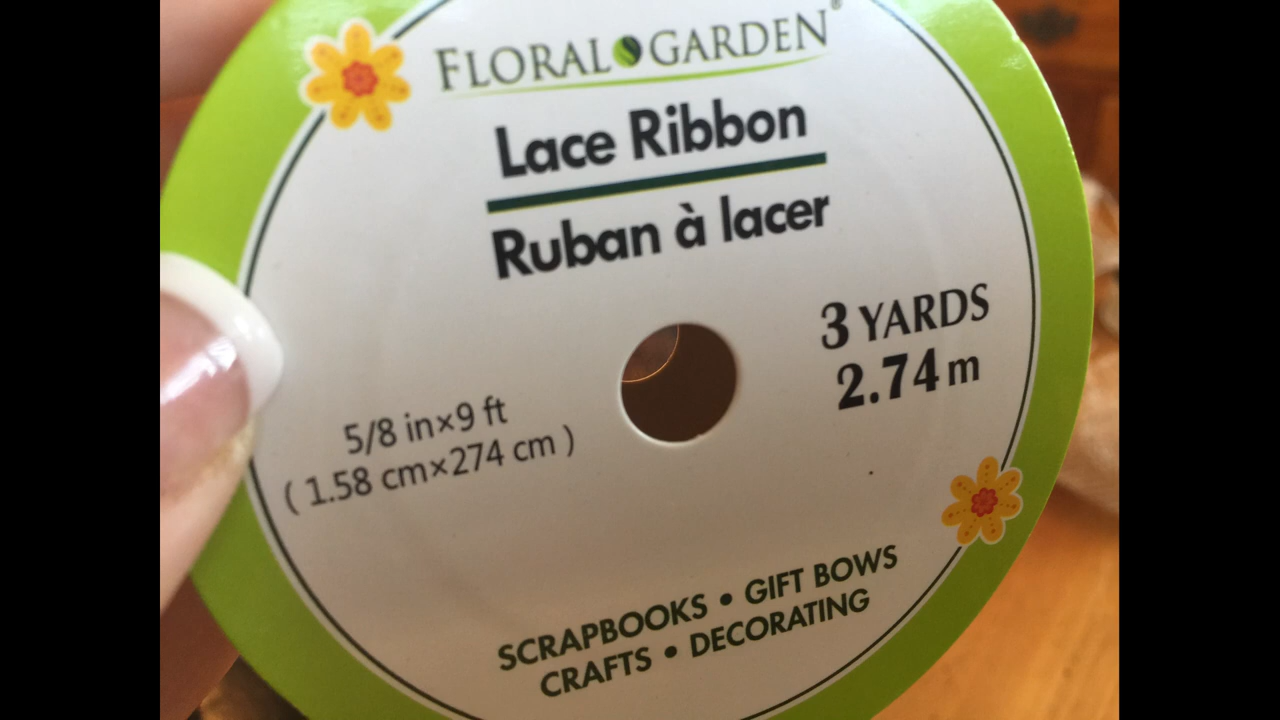 FLORAL GARDEN®
Lace Ribbon
Ruban à lacer
3 YARDS
2.74 m
5/8 in×9 ft
( 1.58 cm×274 cm )
SCRAPBOOKS • GIFT BOWS
CRAFTS • DECORATING